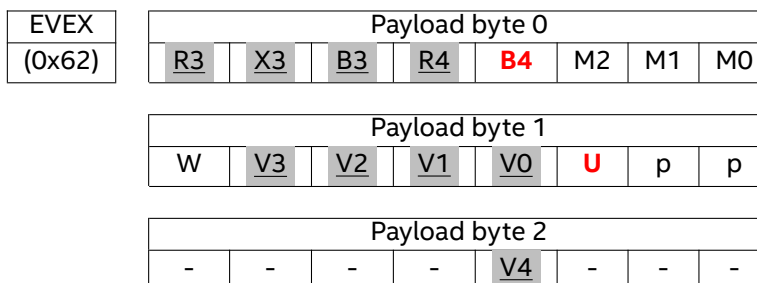 EVEX Payload byte 0
(0x62) R3 X3 B3 R4 B4 M2 M1 M0
Payload byte 1
W V3 V2 V1 V0 U p p
Payload byte 2
- - - - V4 - - -